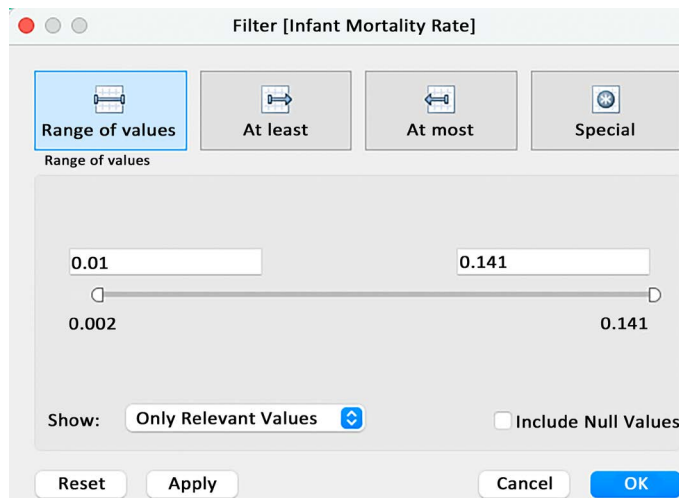 Filter [Infant Mortality Rate]
Range of values At least At most Special
Range of values
0.01 0.141
0.002 0.141
Show: Only Relevant Values Include Null Values
Reset Apply Cancel OK